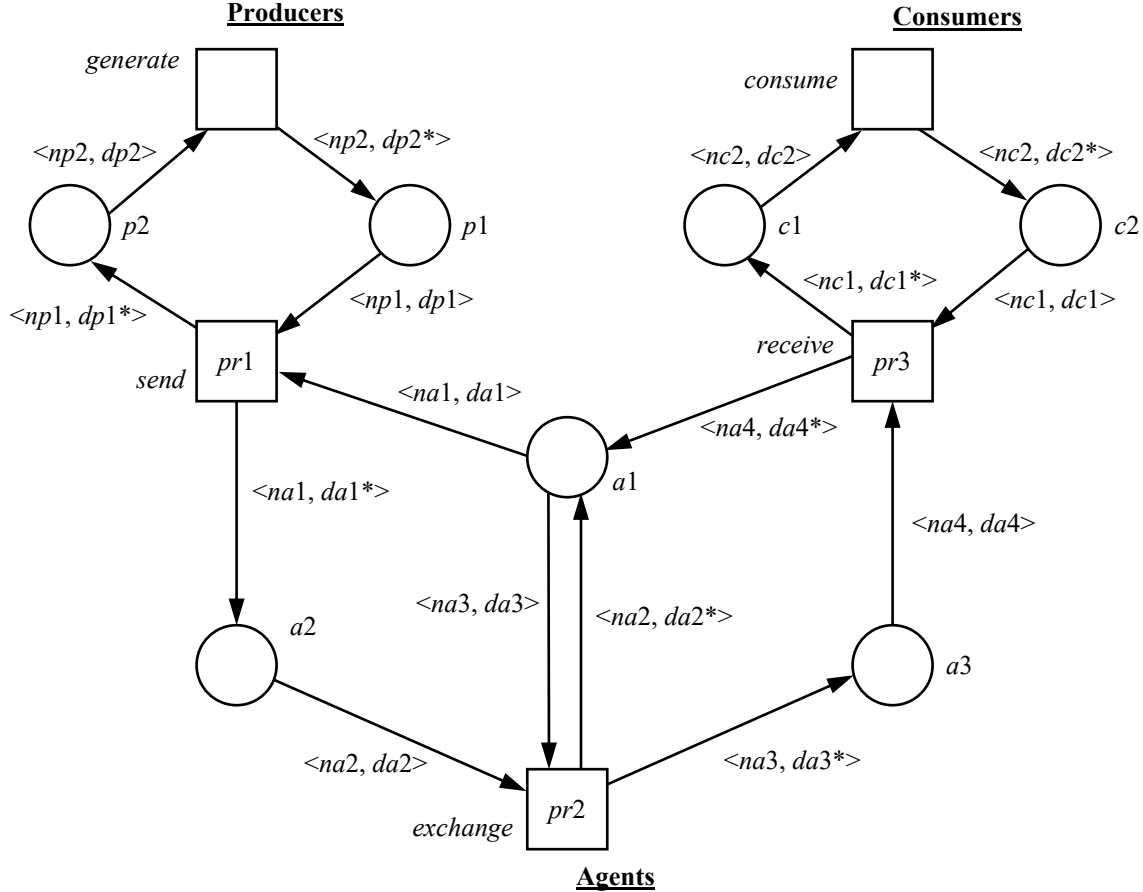 Producers
Consumers
generate
consume
<np2, dp2>
<np2, dp2*>
<nc2, dc2>
<nc2, dc2*>
p2
p1
c1
c2
<np1, dp1*>
<np1, dp1>
<nc1, dc1*>
<nc1, dc1>
send
pr1
receive
pr3
<na1, da1>
<na4, da4*>
a1
<na1, da1*>
<na4, da4>
<na3, da3>
<na2, da2*>
a2
a3
<na2, da2>
<na3, da3*>
exchange
pr2
Agents